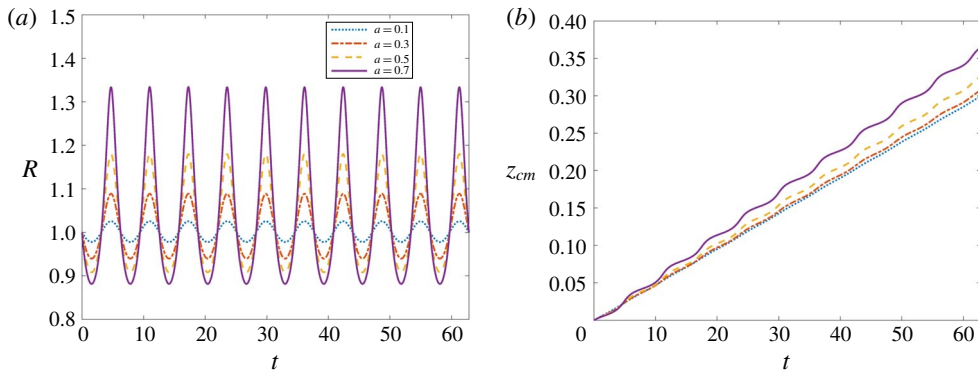 (a)
1.5
1.4
1.3
1.2
1.1
1.0
0.9
0.8
R
a = 0.1
a = 0.3
a = 0.5
a = 0.7
0 10 20 30 40 50 60
t
(b)
0.40
0.35
0.30
0.25
0.20
0.15
0.10
0.05
z_cm
0 10 20 30 40 50 60
t